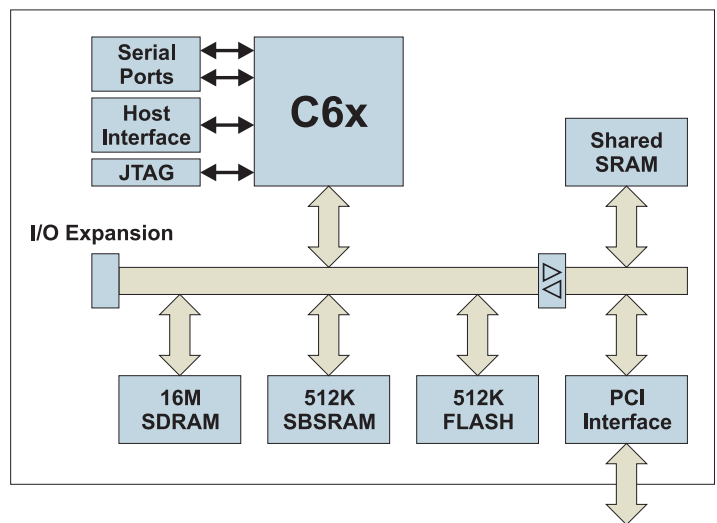 Serial
Ports
Host
Interface
JTAG
C6x
Shared
SRAM
I/O Expansion
16M
SDRAM
512K
SBSRAM
512K
FLASH
PCI
Interface